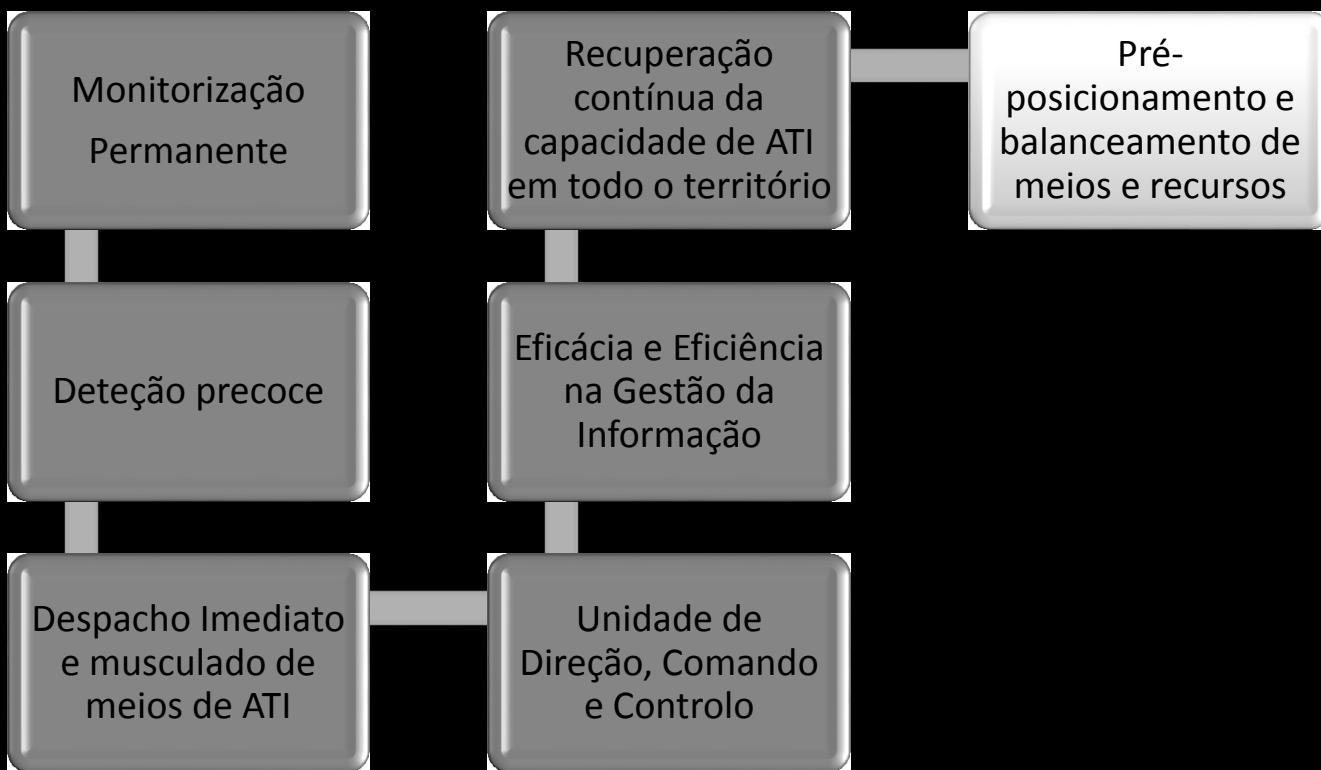 Monitorização
Permanente
Deteção precoce
Despacho Imediato
e musculado de
meios de ATI
Unidade de
Direção, Comando
e Controlo
Eficácia e Eficiência
na Gestão da
Informação
Recuperação
contínua da
capacidade de ATI
em todo o território
Pré-
posicionamento e
balanceamento de
meios e recursos